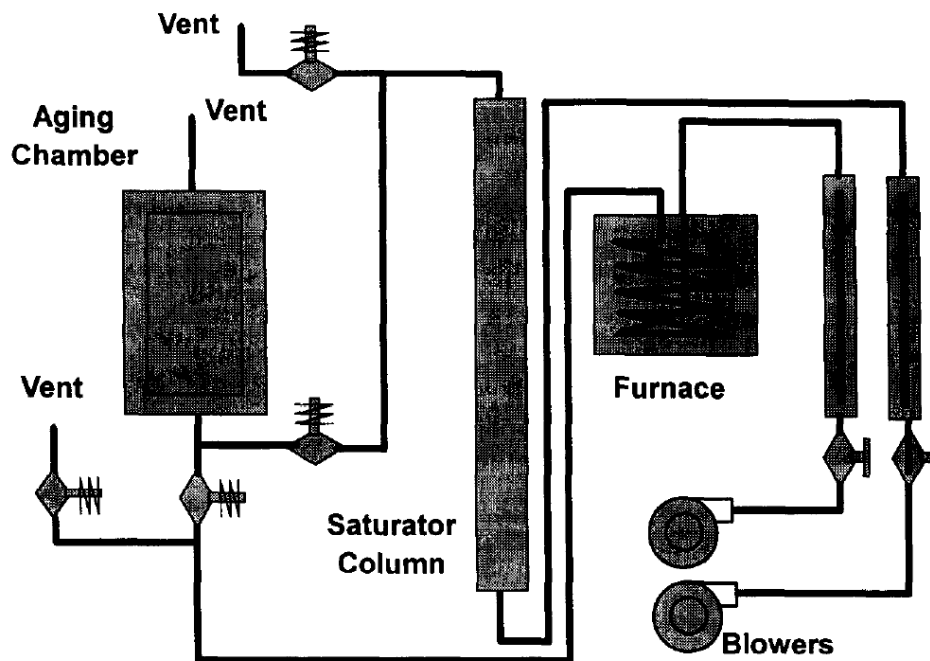 Vent
Vent
Aging
Chamber
Vent
Furnace
Saturator
Column
Blowers